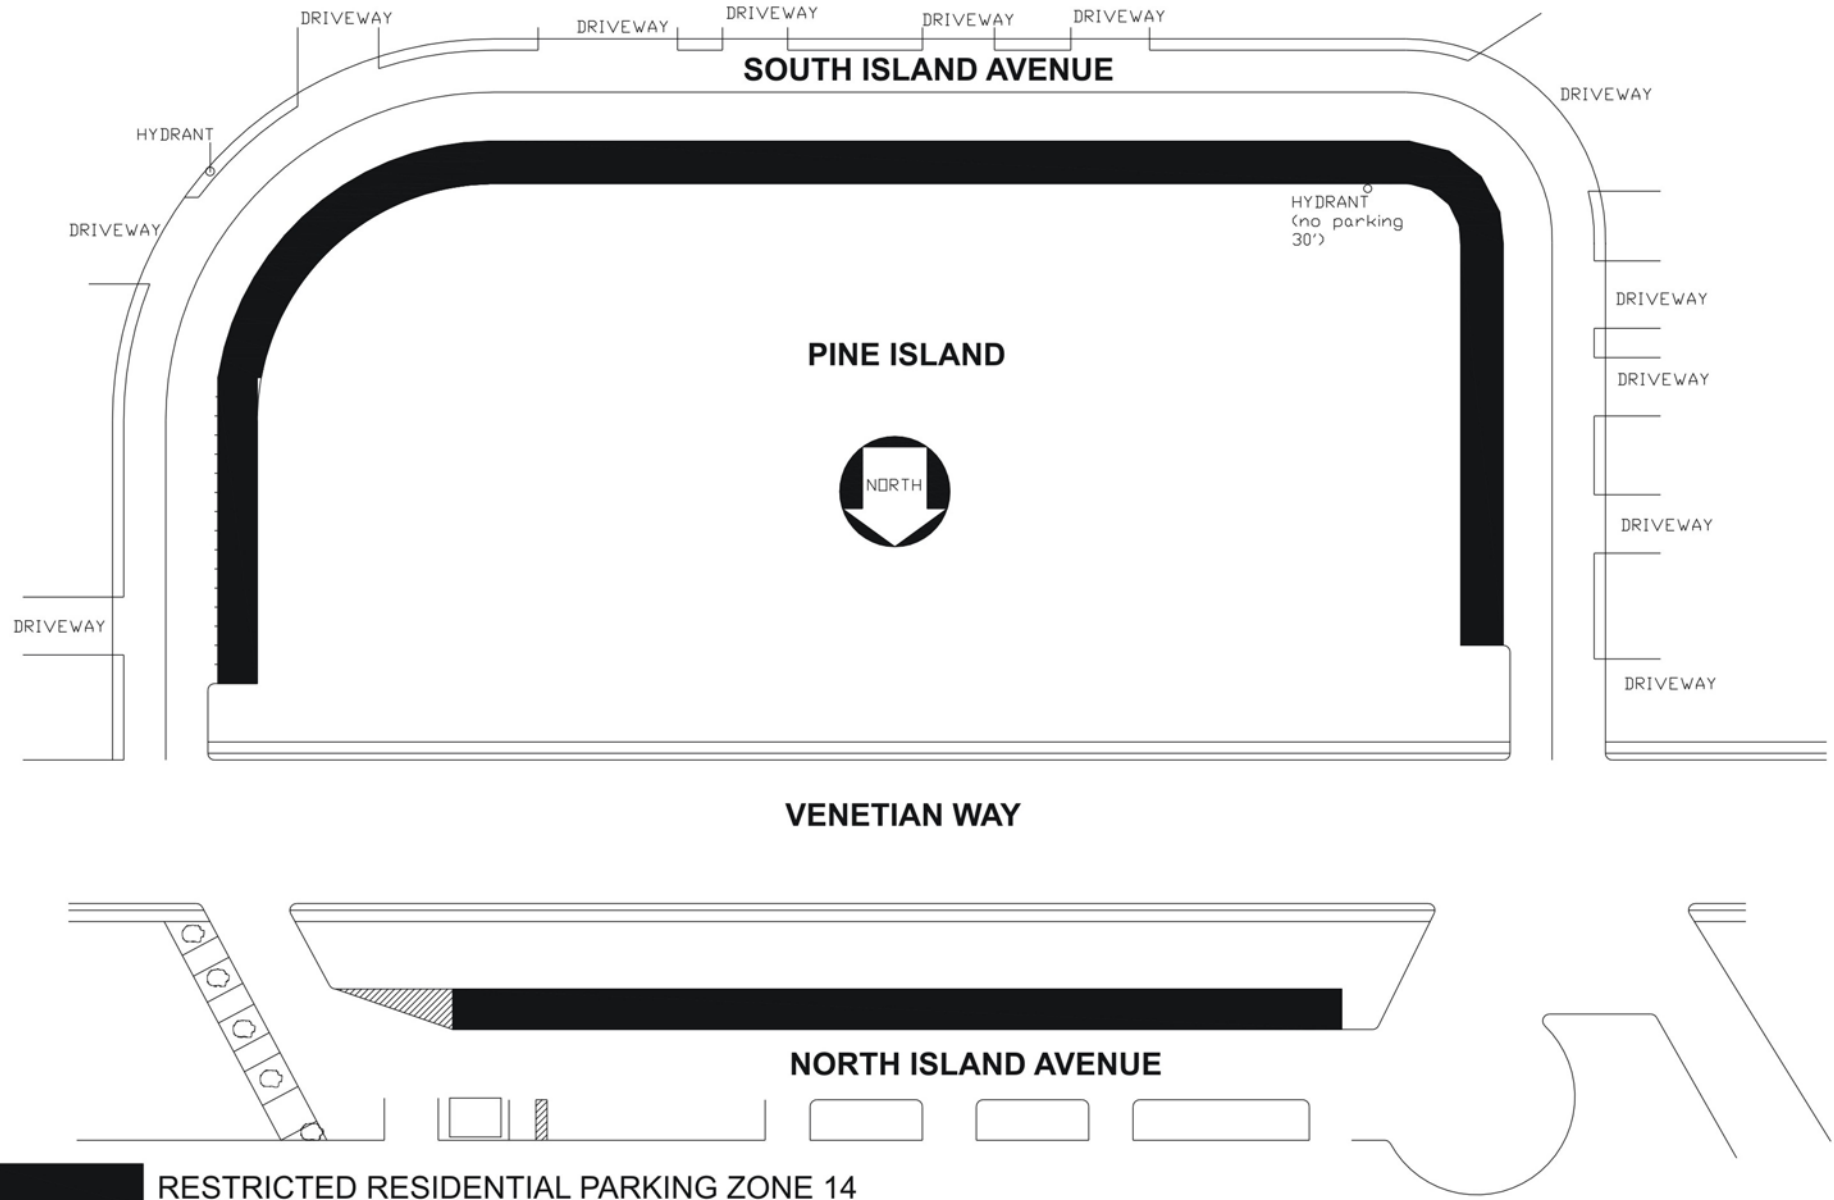 DRIVEWAY
DRIVEWAY
DRIVEWAY
DRIVEWAY
DRIVEWAY
SOUTH ISLAND AVENUE
DRIVEWAY
HYDRANT
HYDRANT
(no parking
30')
DRIVEWAY
DRIVEWAY
PINE ISLAND
DRIVEWAY
NORTH
DRIVEWAY
DRIVEWAY
DRIVEWAY
VENETIAN WAY
NORTH ISLAND AVENUE
RESTRICTED RESIDENTIAL PARKING ZONE 14